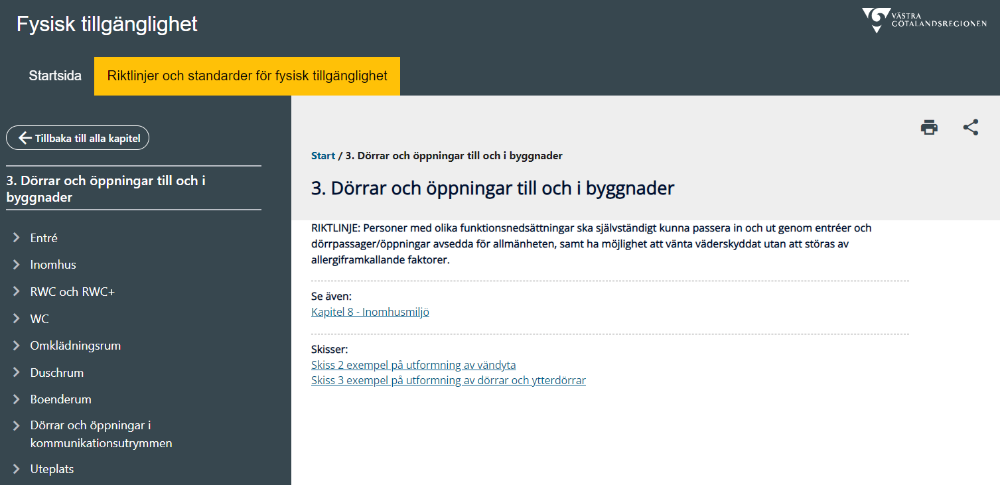 Fysisk tillgänglighet
VÄSTRA
GÖTALANDSREGIONEN
Startsida
Riktlinjer och standarder för fysisk tillgänglighet
Tillbaka till alla kapitel
3. Dörrar och öppningar till och i
byggnader
Entré
Inomhus
RWC och RWC+
WC
Omklädningsrum
Duschrum
Boenderum
Dörrar och öppningar i
kommunikationsutrymmen
Uteplats
Start / 3. Dörrar och öppningar till och i byggnader
3. Dörrar och öppningar till och i byggnader
RIKTLINJE: Personer med olika funktionsnedsättningar ska självständigt kunna passera in och ut genom entréer och
dörrpassager/öppningar avsedda för allmänheten, samt ha möjlighet att vänta väderskyddat utan att störas av
allergiframkallande faktorer.
Se även:
Kapitel 8 - Inomhusmiljö
Skisser:
Skiss 2 exempel på utformning av vändyta
Skiss 3 exempel på utformning av dörrar och ytterdörrar